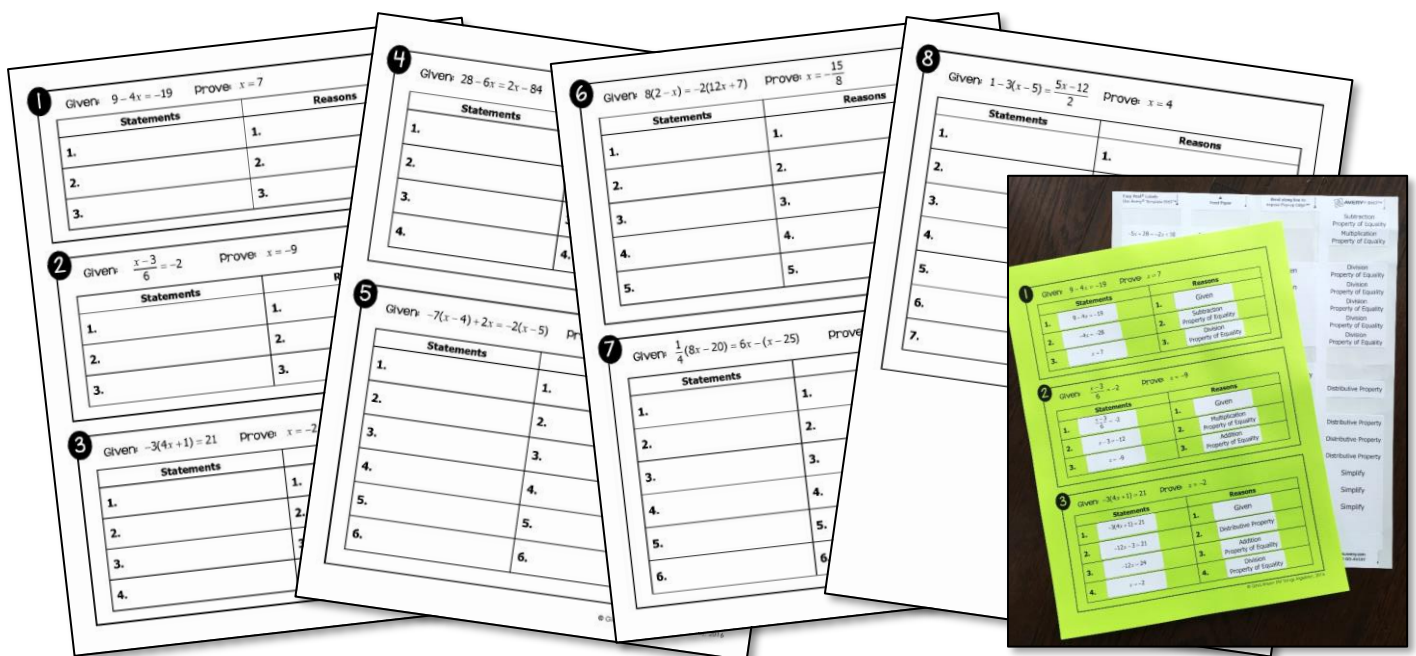 1
Given: 9 − 4x = −19 Prove: x = 7
Statements Reasons
1. 1.
2. 2.
3. 3.
2
Given: (x − 3)/6 = −2 Prove: x = −9
Statements R
1. 1.
2. 2.
3. 3.
3
Given: −3(4x + 1) = 21 Prove: x = −2
Statements
1. 1.
2. 2.
3. 3
4.
4
Given: 28 − 6x = 2x − 84
Statements
1.
2.
3.
4. 4.
5
Given: −7(x − 4) + 2x = −2(x − 5) Pr
Statements
1. 1.
2. 2.
3. 3.
4. 4.
5. 5.
6. 6.
6
Given: 8(2 − x) = −2(12x + 7) Prove: x = −15/8
Statements Reasons
1. 1.
2. 2.
3. 3.
4. 4.
5. 5.
7
Given: 1/4(8x − 20) = 6x − (x − 25) Prove
Statements
1. 1.
2. 2.
3. 3.
4. 4.
5. 5.
6. 6.
8
Given: 1 − 3(x − 5) = (5x − 12)/2 Prove: x = 4
Statements Reasons
1. 1.
2.
3.
4.
5.
6.
7.
1
Given: 9 − 4x = −19 Prove: x = 7
Statements Reasons
1. 9 − 4x = −19 1. Given
2. −4x = −28 2. Subtraction Property of Equality
3. x = 7 3. Division Property of Equality
2
Given: (x − 3)/6 = −2 Prove: x = −9
Statements Reasons
1. (x − 3)/6 = −2 1. Given
2. x − 3 = −12 2. Multiplication Property of Equality
3. x = −9 3. Addition Property of Equality
3
Given: −3(4x + 1) = 21 Prove: x = −2
Statements Reasons
1. −3(4x + 1) = 21 1. Given
2. −12x − 3 = 21 2. Distributive Property
3. −12x = 24 3. Addition Property of Equality
4. x = −2 4. Division Property of Equality
AVERY
Subtraction
Property of Equality
Multiplication
Property of Equality
Division
Property of Equality
Division
Property of Equality
Division
Property of Equality
Division
Property of Equality
Division
Property of Equality
Distributive Property
Distributive Property
Distributive Property
Distributive Property
Simplify
Simplify
Simplify